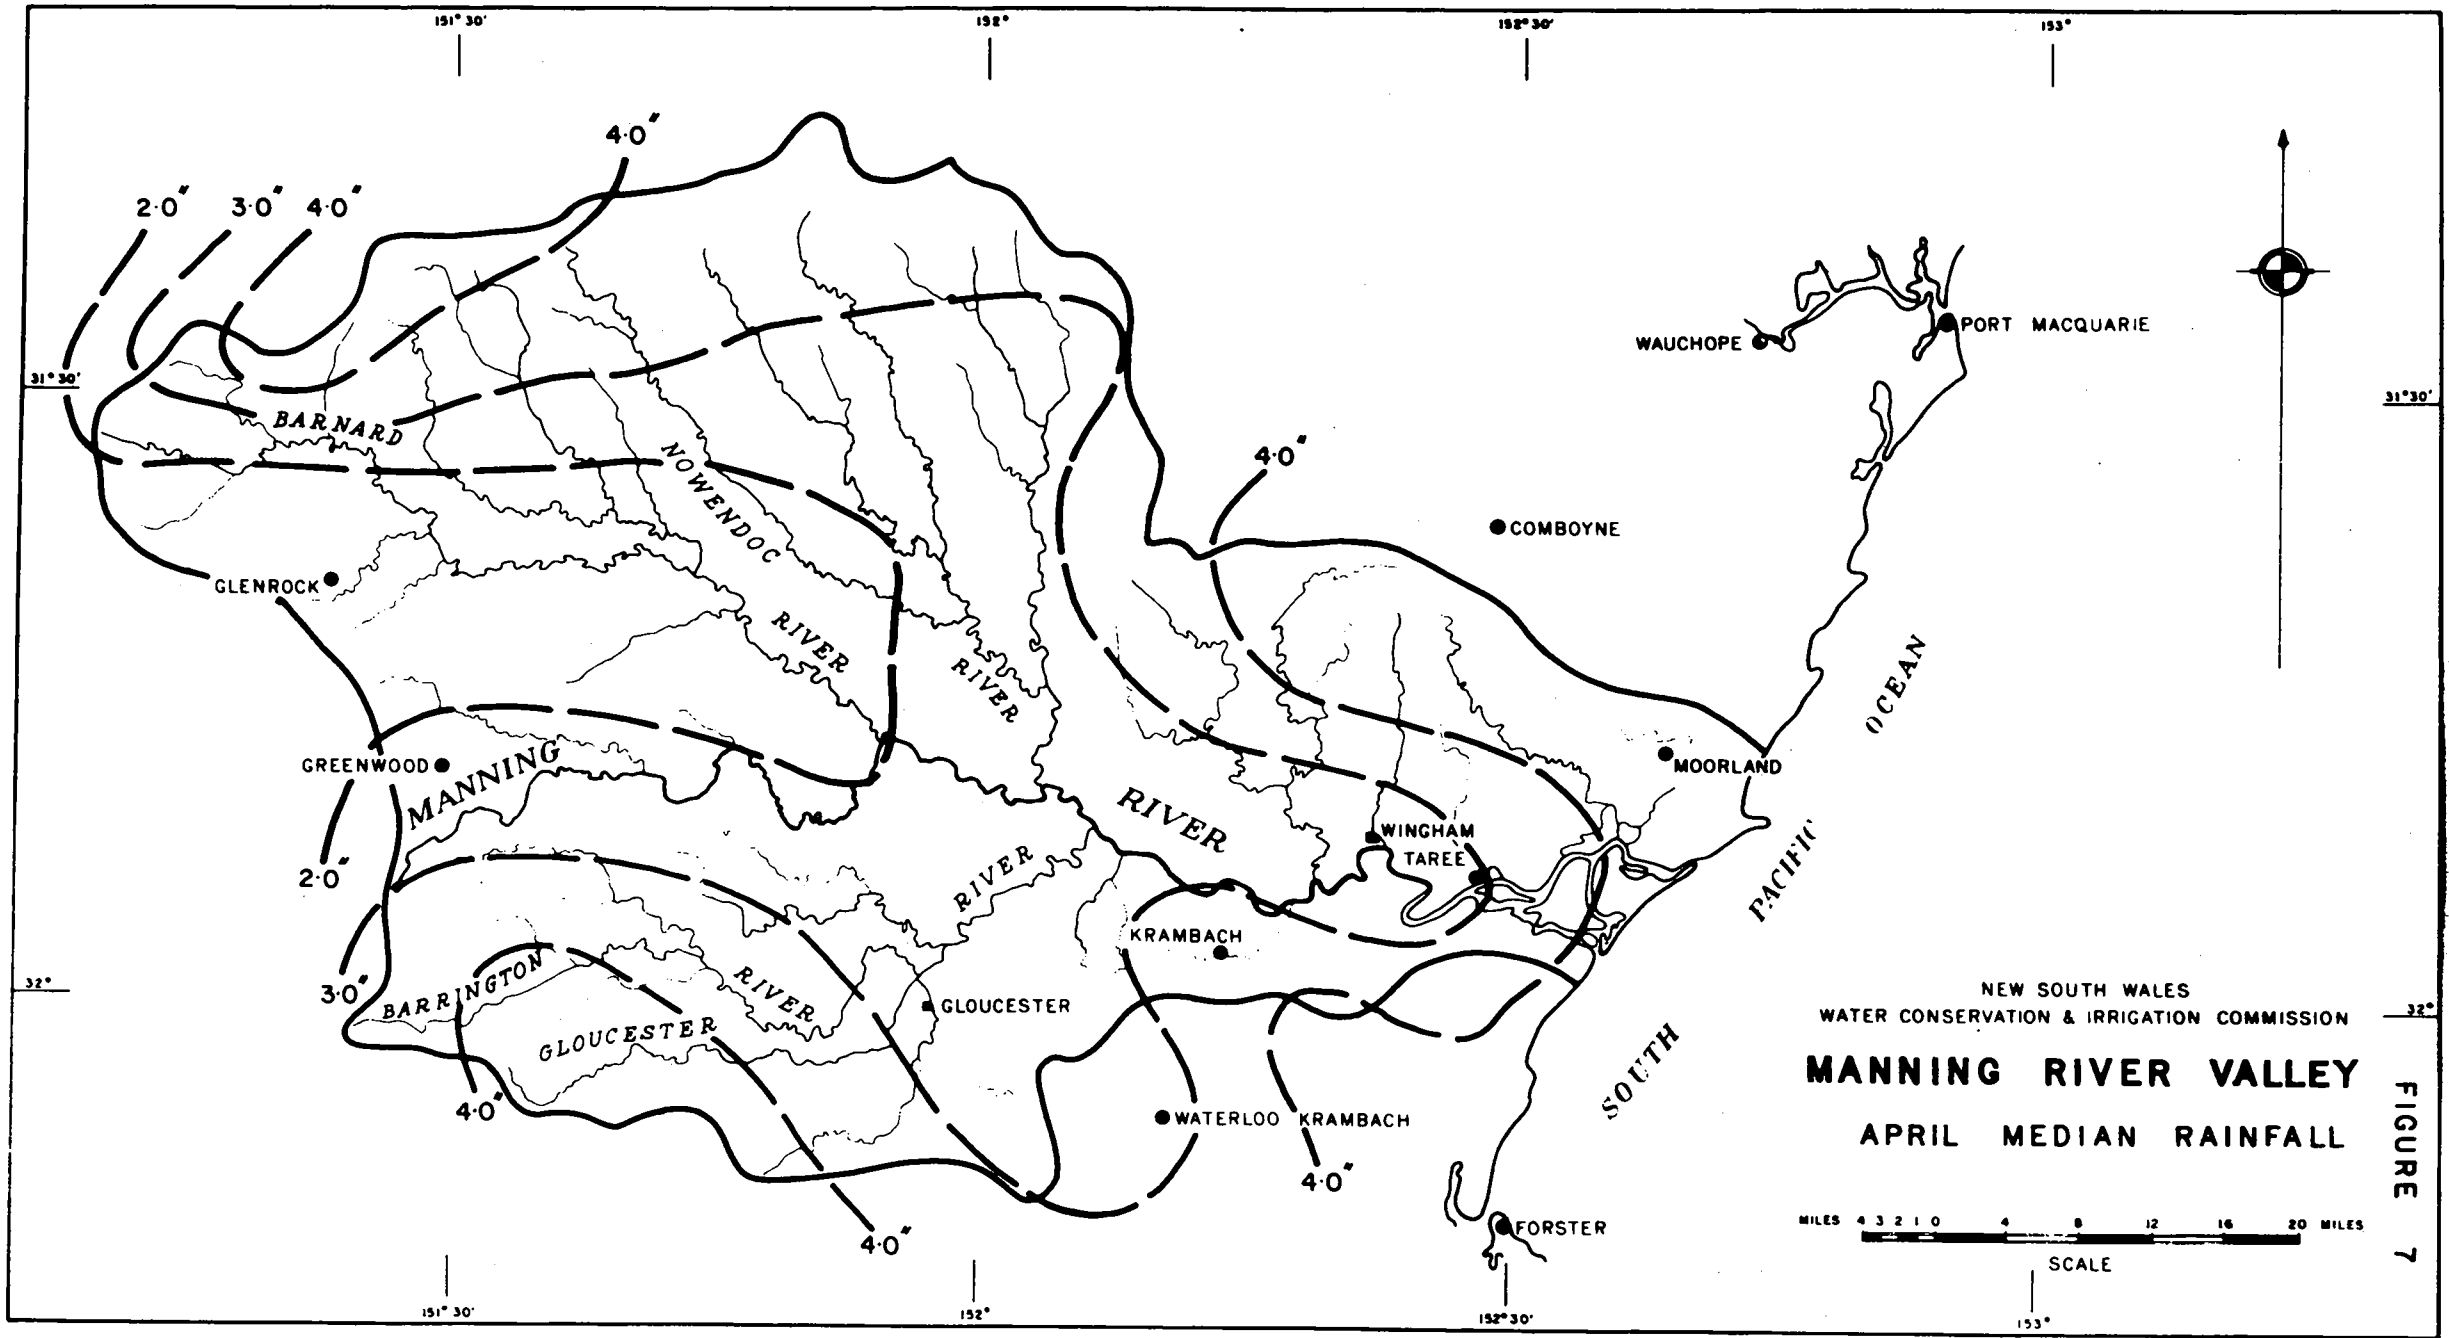 151°30'
152°
152°30'
153°
4·0"
2·0"
3·0"
4·0"
PORT MACQUARIE
WAUCHOPE
31°30'
31°30'
BARNARD
NOWENDOC
4·0"
COMBOYNE
GLENROCK
RIVER
RIVER
OCEAN
GREENWOOD
MANNING
MOORLAND
RIVER
WINGHAM
TAREE
2·0"
RIVER
PACIFIC
KRAMBACH
BARRINGTON
RIVER
3·0"
32°
GLOUCESTER
GLOUCESTER
NEW SOUTH WALES
WATER CONSERVATION & IRRIGATION COMMISSION
32°
MANNING RIVER VALLEY
SOUTH
4·0"
WATERLOO KRAMBACH
APRIL MEDIAN RAINFALL
FIGURE 7
4·0"
4·0"
FORSTER
MILES 4 3 2 1 0 4 8 12 16 20 MILES
SCALE
151°30'
152°
152°30'
153°